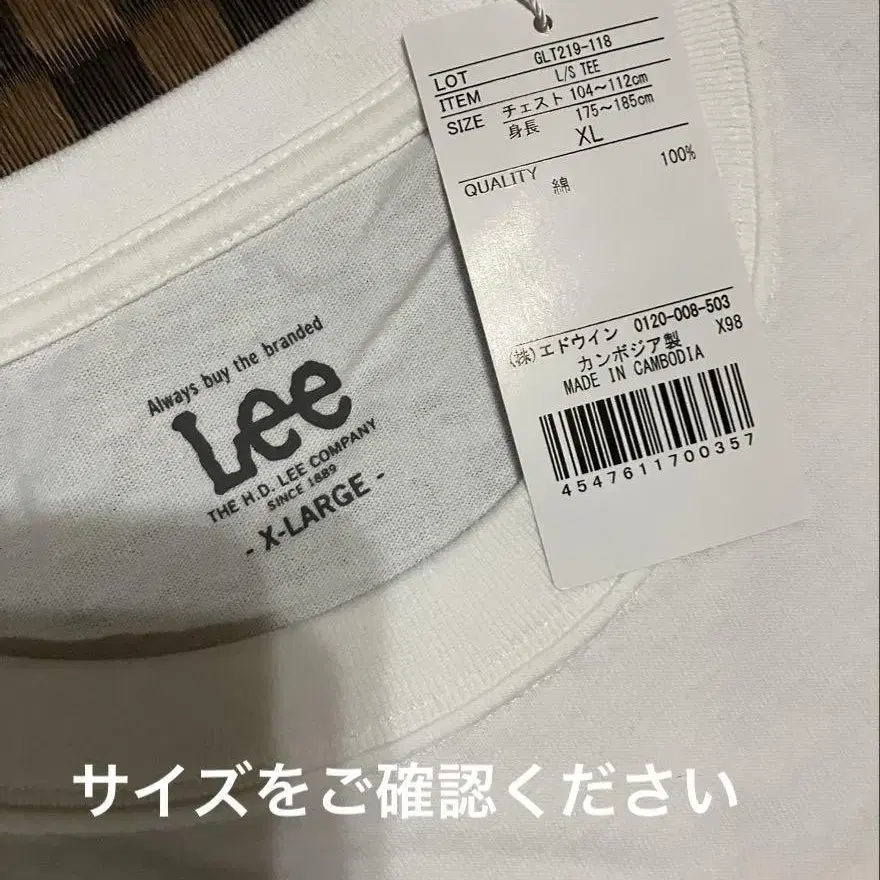 LOT GLT219-118
ITEM L/S TEE
SIZE チェスト 104～112cm
身長 175～185cm
XL
QUALITY 綿 100%
(株)エドウイン 0120-008-503
カンボジア製 X98
MADE IN CAMBODIA
4547611700357
Always buy the branded
Lee
THE H.D. LEE COMPANY
SINCE 1889
- X-LARGE -
サイズをご確認ください